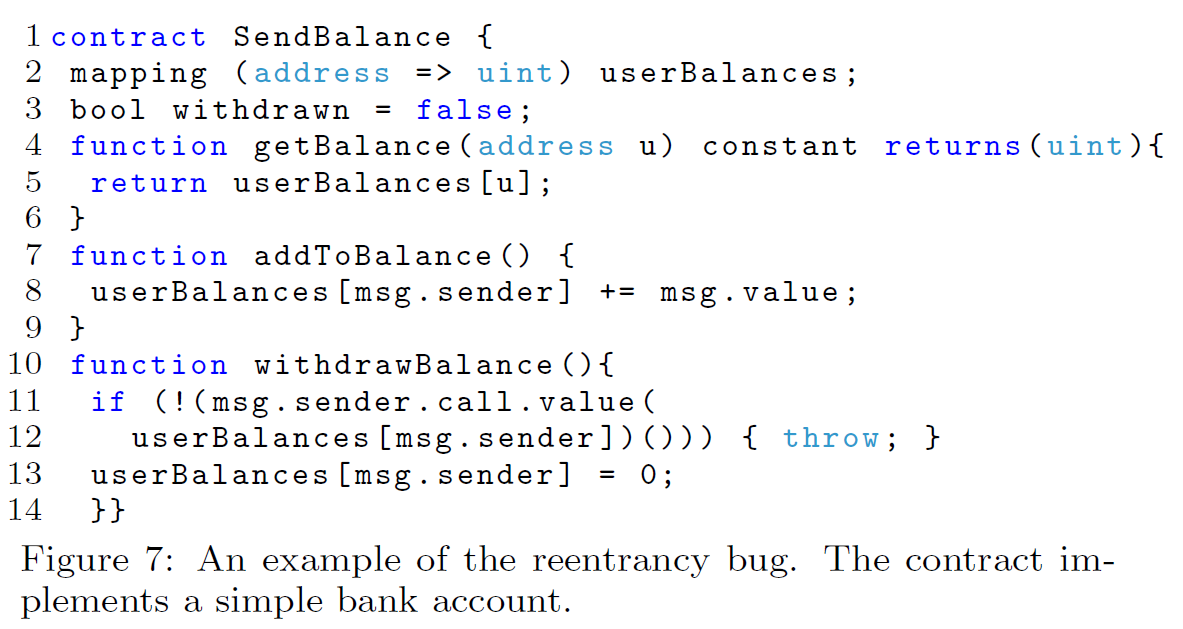 1 contract SendBalance {
2 mapping (address => uint) userBalances;
3 bool withdrawn = false;
4 function getBalance(address u) constant returns(uint){
5 return userBalances[u];
6 }
7 function addToBalance() {
8 userBalances[msg.sender] += msg.value;
9 }
10 function withdrawBalance(){
11 if (!(msg.sender.call.value(
12 userBalances[msg.sender])())) { throw; }
13 userBalances[msg.sender] = 0;
14 }}
Figure 7: An example of the reentrancy bug. The contract im-
plements a simple bank account.